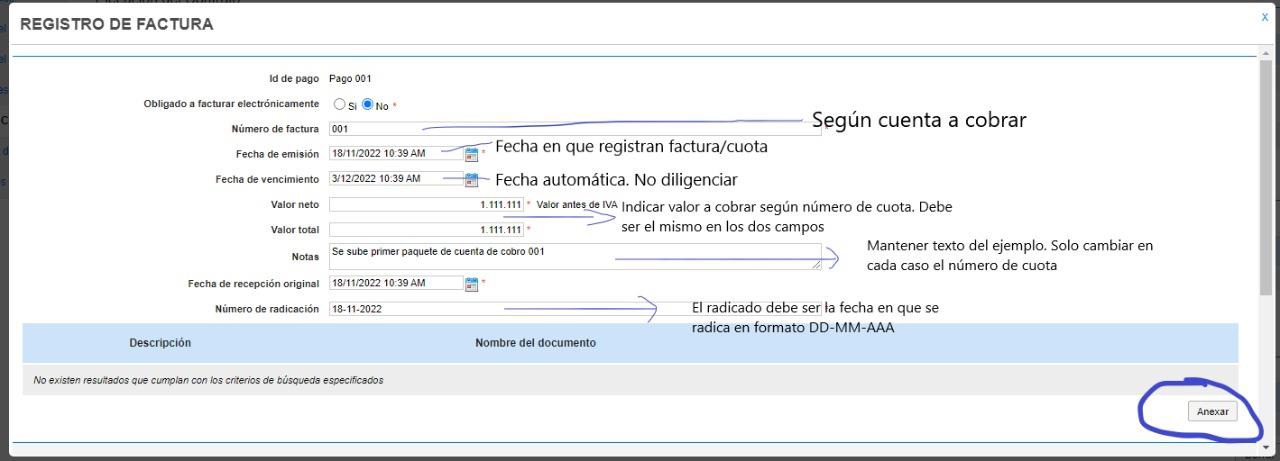 REGISTRO DE FACTURA
x
Id de pago Pago 001
Obligado a facturar electrónicamente Si No *
Número de factura 001 *
Según cuenta a cobrar
Fecha de emisión 18/11/2022 10:39 AM *
Fecha en que registran factura/cuota
Fecha de vencimiento 3/12/2022 10:39 AM
Fecha automática. No diligenciar
Valor neto 1.111.111 * Valor antes de IVA
Indicar valor a cobrar según número de cuota. Debe
ser el mismo en los dos campos
Valor total 1.111.111 *
Notas Se sube primer paquete de cuenta de cobro 001
Mantener texto del ejemplo. Solo cambiar en
cada caso el número de cuota
Fecha de recepción original 18/11/2022 10:39 AM *
Número de radicación 18-11-2022
El radicado debe ser la fecha en que se
radica en formato DD-MM-AAA
Descripción Nombre del documento
No existen resultados que cumplan con los criterios de búsqueda especificados
Anexar